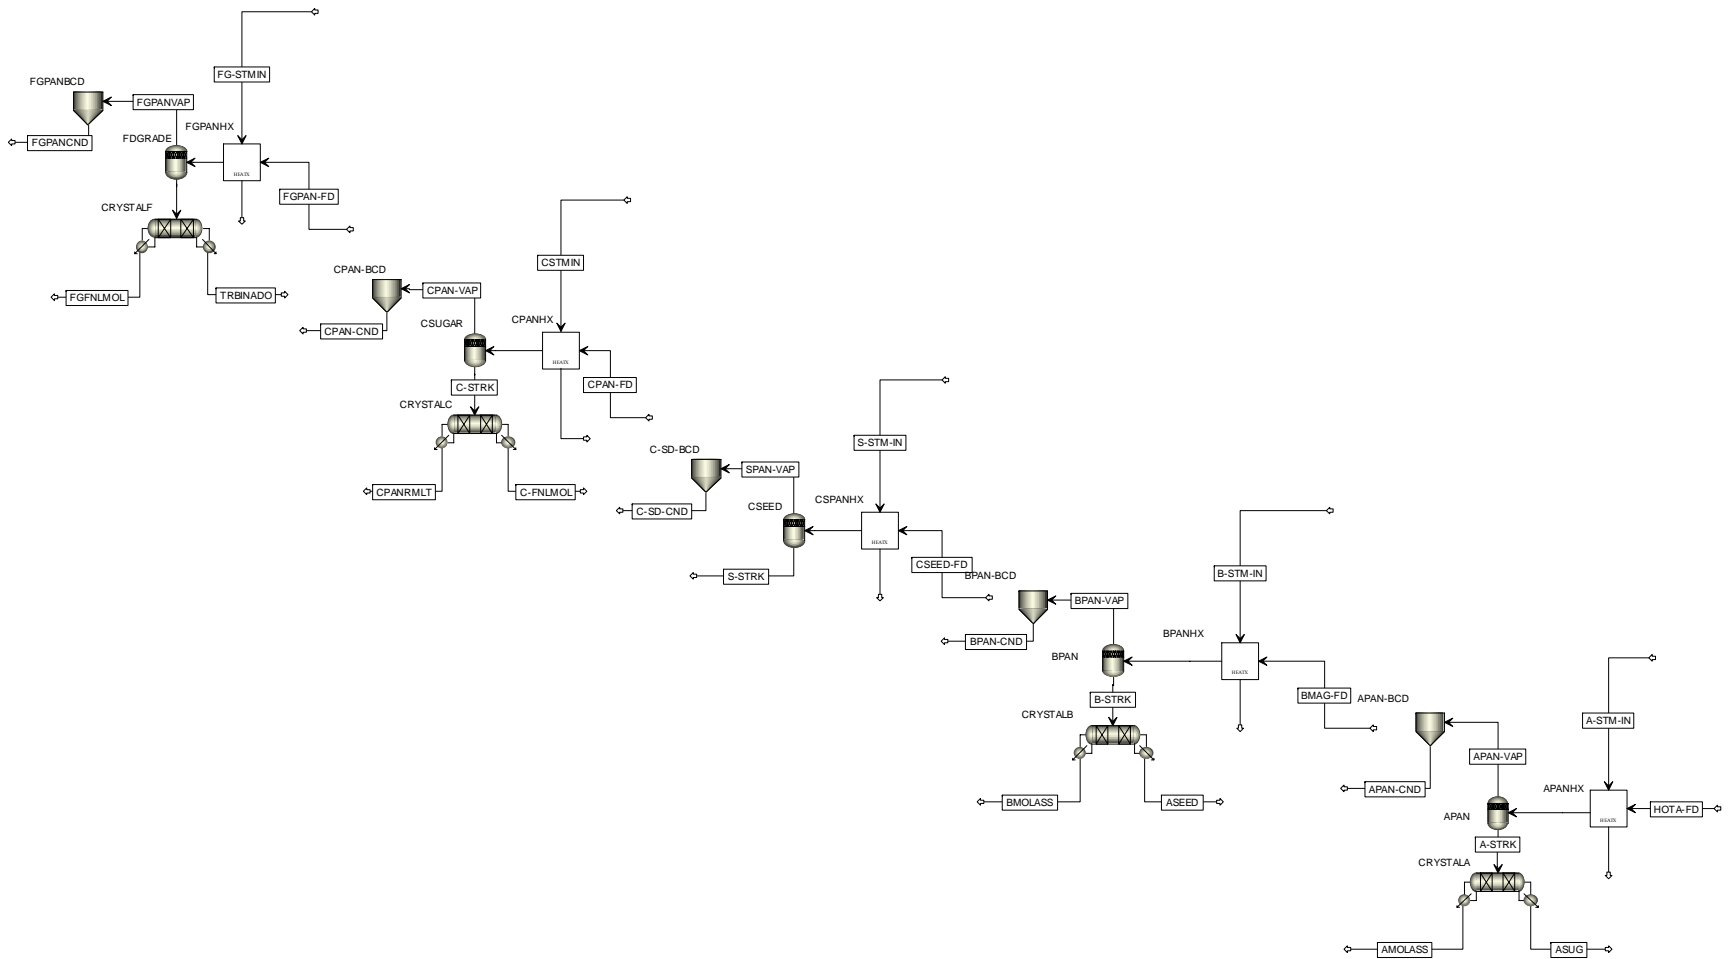 FG-STMIN
FGPANBCD
FGPANVAP
FGPANHX
FDGRADE
FGPANCND
HEATX
FGPAN-FD
CRYSTALF
FGFNLMOL
TRBINADO
CSTMIN
CPAN-BCD
CPAN-VAP
CPANHX
CSUGAR
CPAN-CND
HEATX
C-STRK
CPAN-FD
CRYSTALC
CPANRMLT
C-FNLMOL
S-STM-IN
C-SD-BCD
SPAN-VAP
CSPANHX
CSEED
C-SD-CND
HEATX
CSEED-FD
S-STRK
BPAN-BCD
B-STM-IN
BPAN-VAP
BPANHX
BPAN-CND
BPAN
HEATX
B-STRK
BMAG-FD
CRYSTALB
BMOLASS
ASEED
APAN-BCD
A-STM-IN
APAN-VAP
APAN-CND
APANHX
HOTA-FD
APAN
HEATX
A-STRK
CRYSTALA
AMOLASS
ASUG